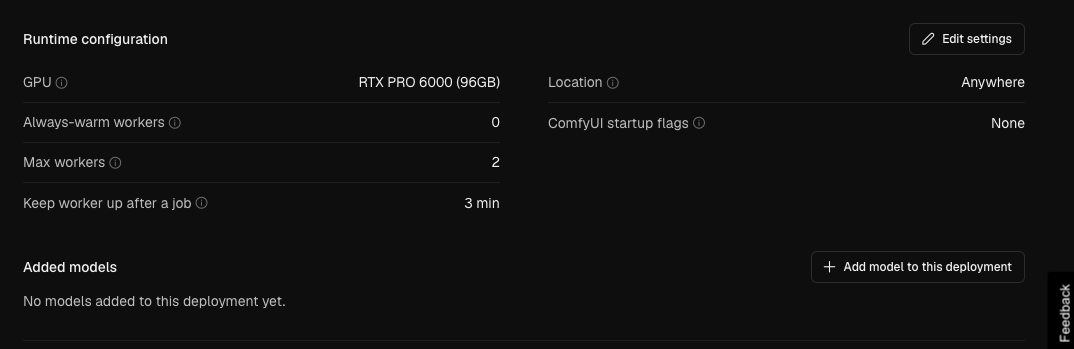 Runtime configuration
Edit settings
GPU
RTX PRO 6000 (96GB)
Location
Anywhere
Always-warm workers
0
ComfyUI startup flags
None
Max workers
2
Keep worker up after a job
3 min
Added models
Add model to this deployment
No models added to this deployment yet.
Feedback